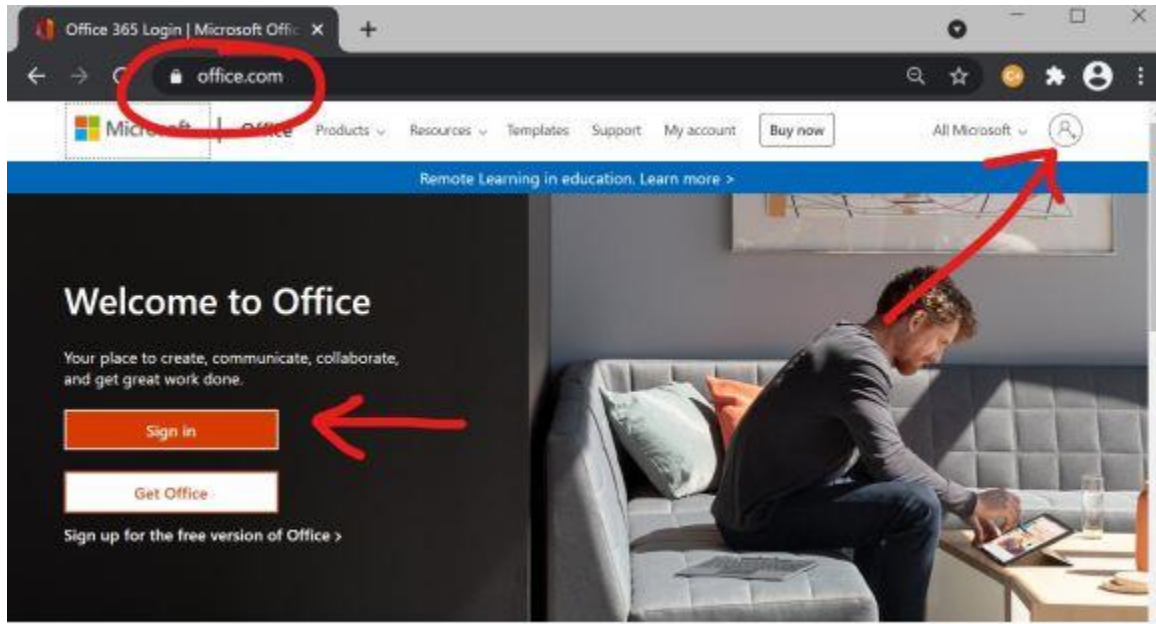 Office 365 Login | Microsoft Offic
office.com
Microsoft | Office Products Resources Templates Support My account Buy now All Microsoft
Remote Learning in education. Learn more >
Welcome to Office
Your place to create, communicate, collaborate,
and get great work done.
Sign in
Get Office
Sign up for the free version of Office >